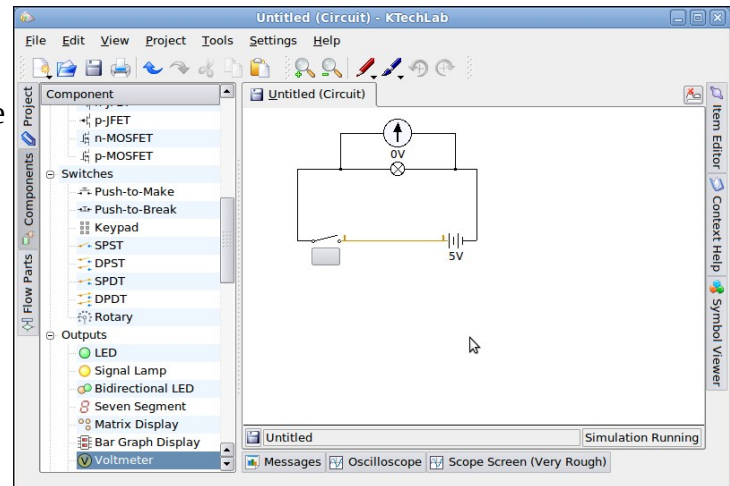 Untitled (Circuit) - KTechLab
File Edit View Project Tools Settings Help
e
Project
Components
Flow Parts
Component
p-JFET
n-MOSFET
p-MOSFET
Switches
Push-to-Make
Push-to-Break
Keypad
SPST
DPST
SPDT
DPDT
Rotary
Outputs
LED
Signal Lamp
Bidirectional LED
Seven Segment
Matrix Display
Bar Graph Display
V Voltmeter
Untitled (Circuit)
0V
5V
Untitled
Simulation Running
Messages Oscilloscope Scope Screen (Very Rough)
Item Editor
Context Help
Symbol Viewer